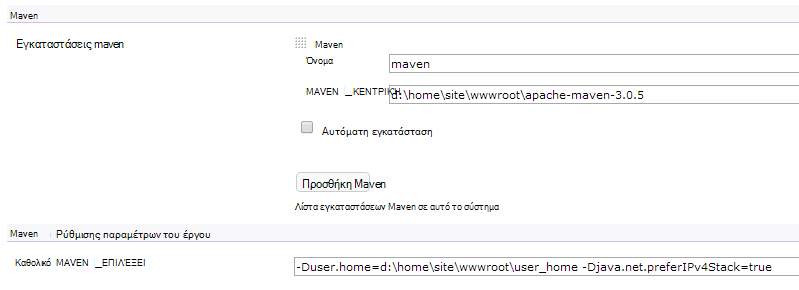 Maven
Εγκαταστάσεις maven
Maven
Όνομα
maven
MAVEN _ΚΕΝΤΡΙΚΗ
d:\home\site\wwwroot\apache-maven-3.0.5
Αυτόματη εγκατάσταση
Προσθήκη Maven
Λίστα εγκαταστάσεων Maven σε αυτό το σύστημα
Maven Ρύθμισης παραμέτρων του έργου
Καθολικό MAVEN _ΕΠΙΛΈΞΕΙ
-Duser.home=d:\home\site\wwwroot\user_home -Djava.net.preferIPv4Stack=true